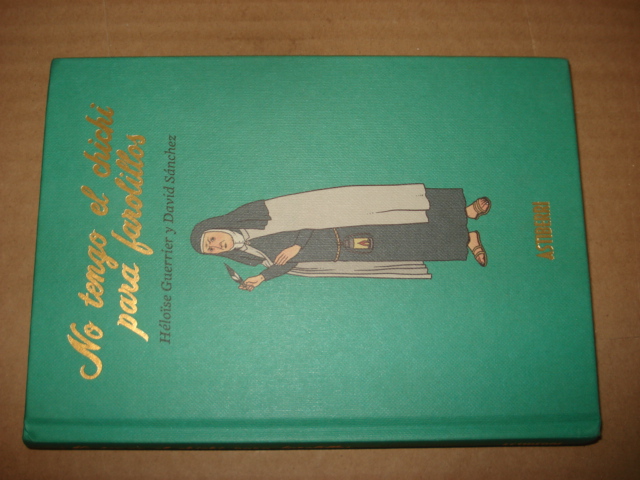 No tengo el chichi
para farolillos
Héloïse Guerrier y David Sánchez
ASTIBERRI